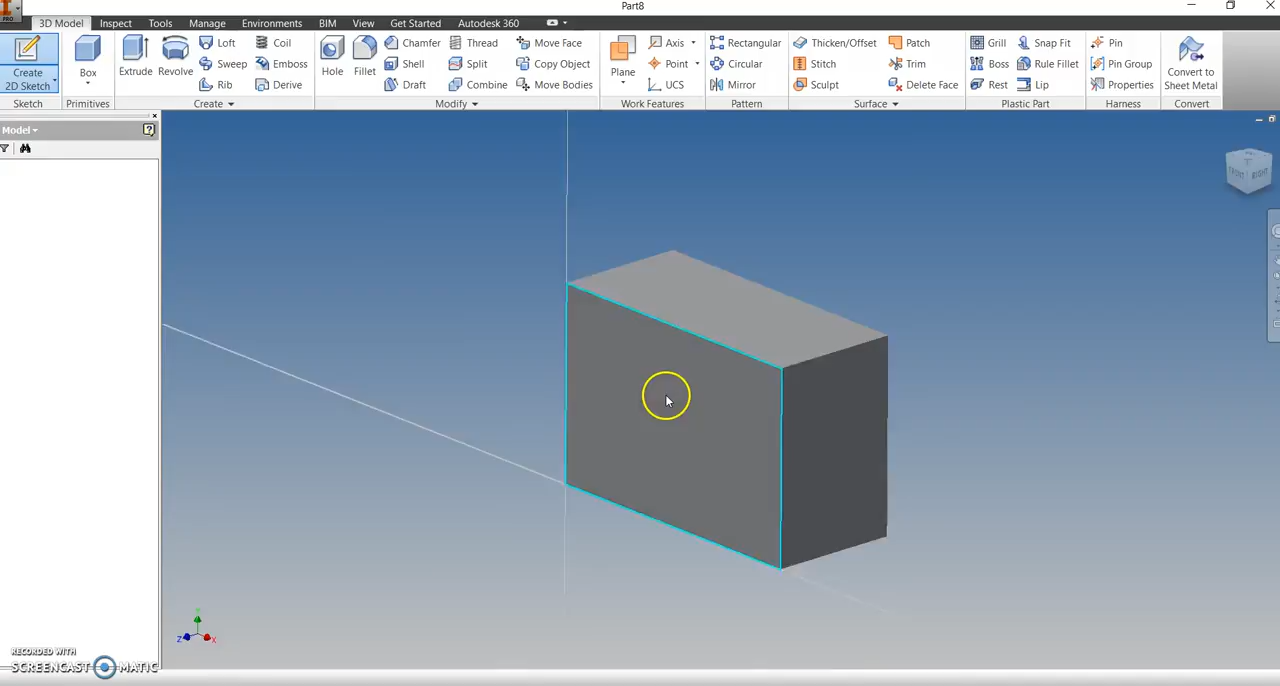 Part8
PRO
3D Model Inspect Tools Manage Environments BIM View Get Started Autodesk 360
Create 2D Sketch
Box
Extrude
Revolve
Loft
Sweep
Rib
Coil
Emboss
Derive
Hole
Fillet
Chamfer
Shell
Draft
Thread
Split
Combine
Move Face
Copy Object
Move Bodies
Plane
Axis
Point
UCS
Rectangular
Circular
Mirror
Thicken/Offset
Stitch
Sculpt
Patch
Trim
Delete Face
Grill
Boss
Rest
Snap Fit
Rule Fillet
Lip
Pin
Pin Group
Properties
Convert to Sheet Metal
Sketch Primitives Create Modify Work Features Pattern Surface Plastic Part Harness Convert
Model
FRONT RIGHT
Y
Z
X
RECORDED WITH
SCREENCAST MATIC